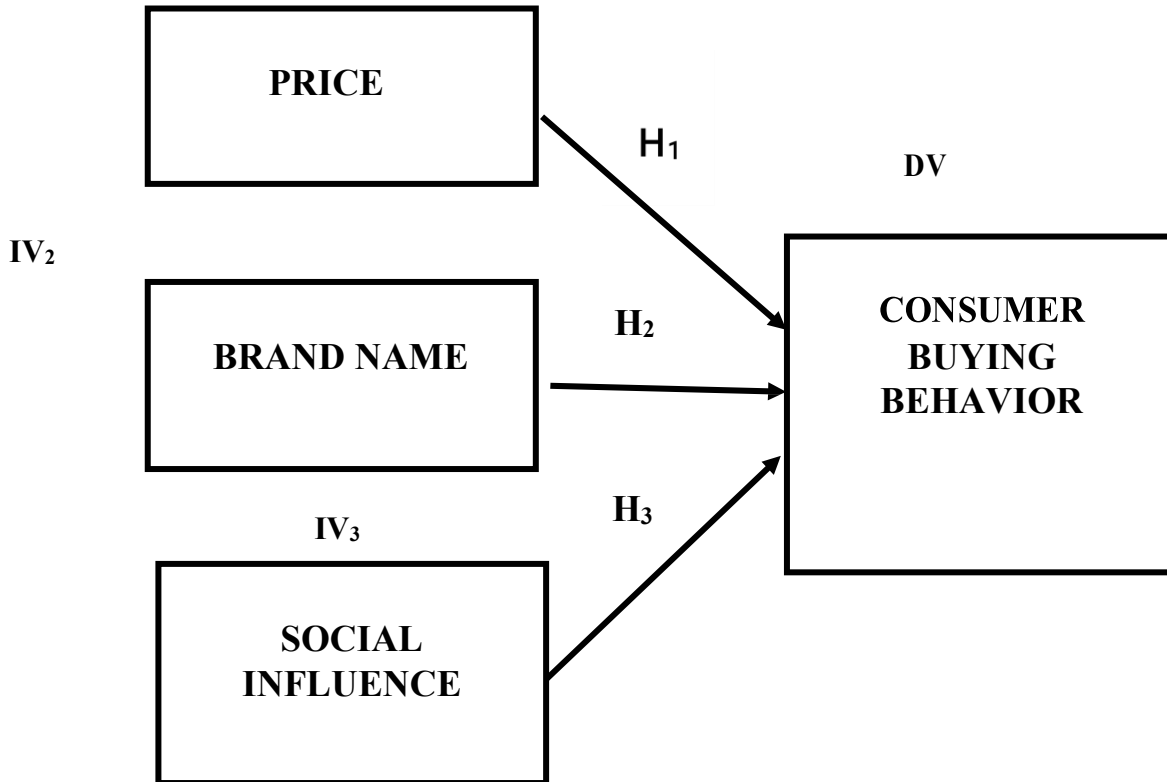 PRICE
H₁
DV
IV₂
BRAND NAME
H₂
CONSUMER
BUYING
BEHAVIOR
IV₃
H₃
SOCIAL
INFLUENCE